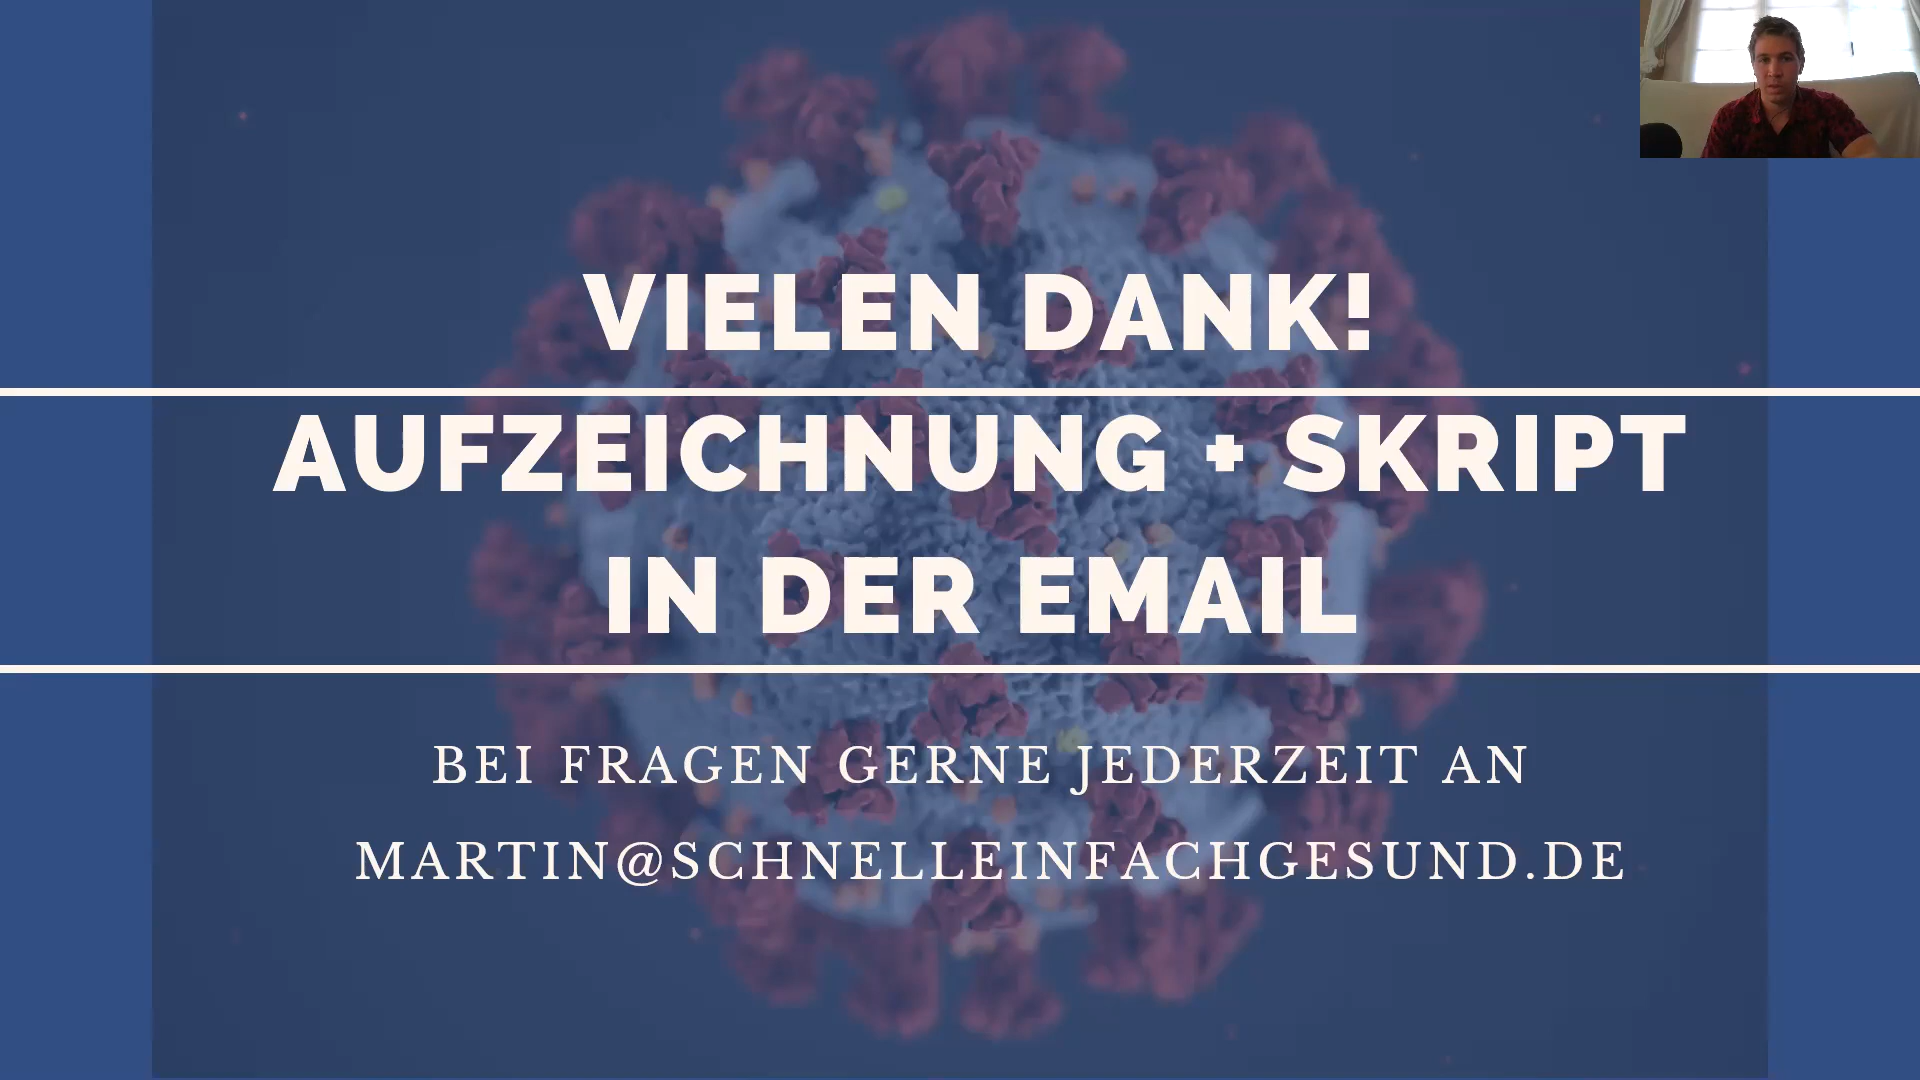 VIELEN DANK!
AUFZEICHNUNG + SKRIPT
IN DER EMAIL
BEI FRAGEN GERNE JEDERZEIT AN
MARTIN@SCHNELLEINFACHGESUND.DE